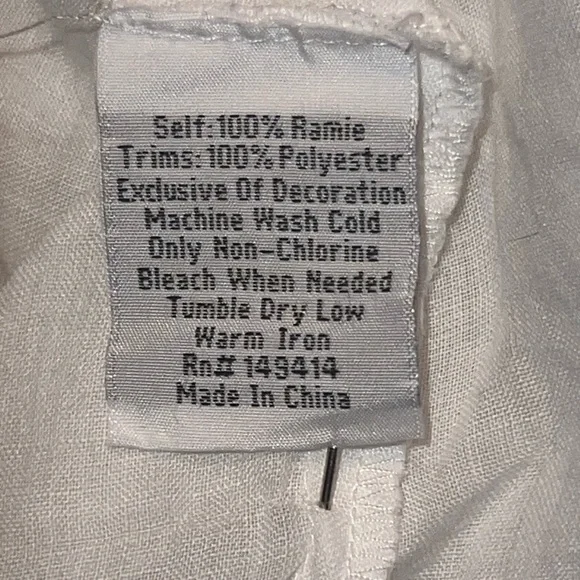 Self: 100% Ramie
Trims: 100% Polyester
Exclusive Of Decoration
Machine Wash Cold
Only Non-Chlorine
Bleach When Needed
Tumble Dry Low
Warm Iron
Rn# 149414
Made In China